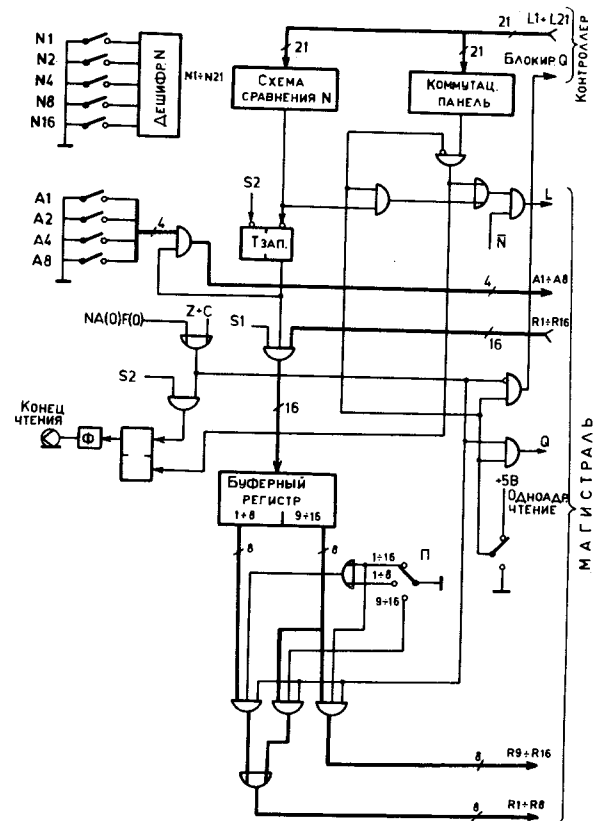 N1
N2
N4
N8
N16
ДЕШИФР. N
N1÷N21
21
СХЕМА
СРАВНЕНИЯ N
21
КОММУТАЦ.
ПАНЕЛЬ
21
L1÷L21
БЛОКИР. Q
КОНТРОЛЛЕР
A1
A2
A4
A8
4
S2
T ЗАП.
N̅
L
4
A1÷A8
NA(0)F(0)
Z+C
S1
16
R1÷R16
S2
КОНЕЦ
ЧТЕНИЯ
Ф
16
Q
+5В
ОДНОАДР.
ЧТЕНИЕ
МАГИСТРАЛЬ
БУФЕРНЫЙ
РЕГИСТР
1÷8
9÷16
8
8
1÷16
1÷8
9÷16
П
8
R9÷R16
8
R1÷R8